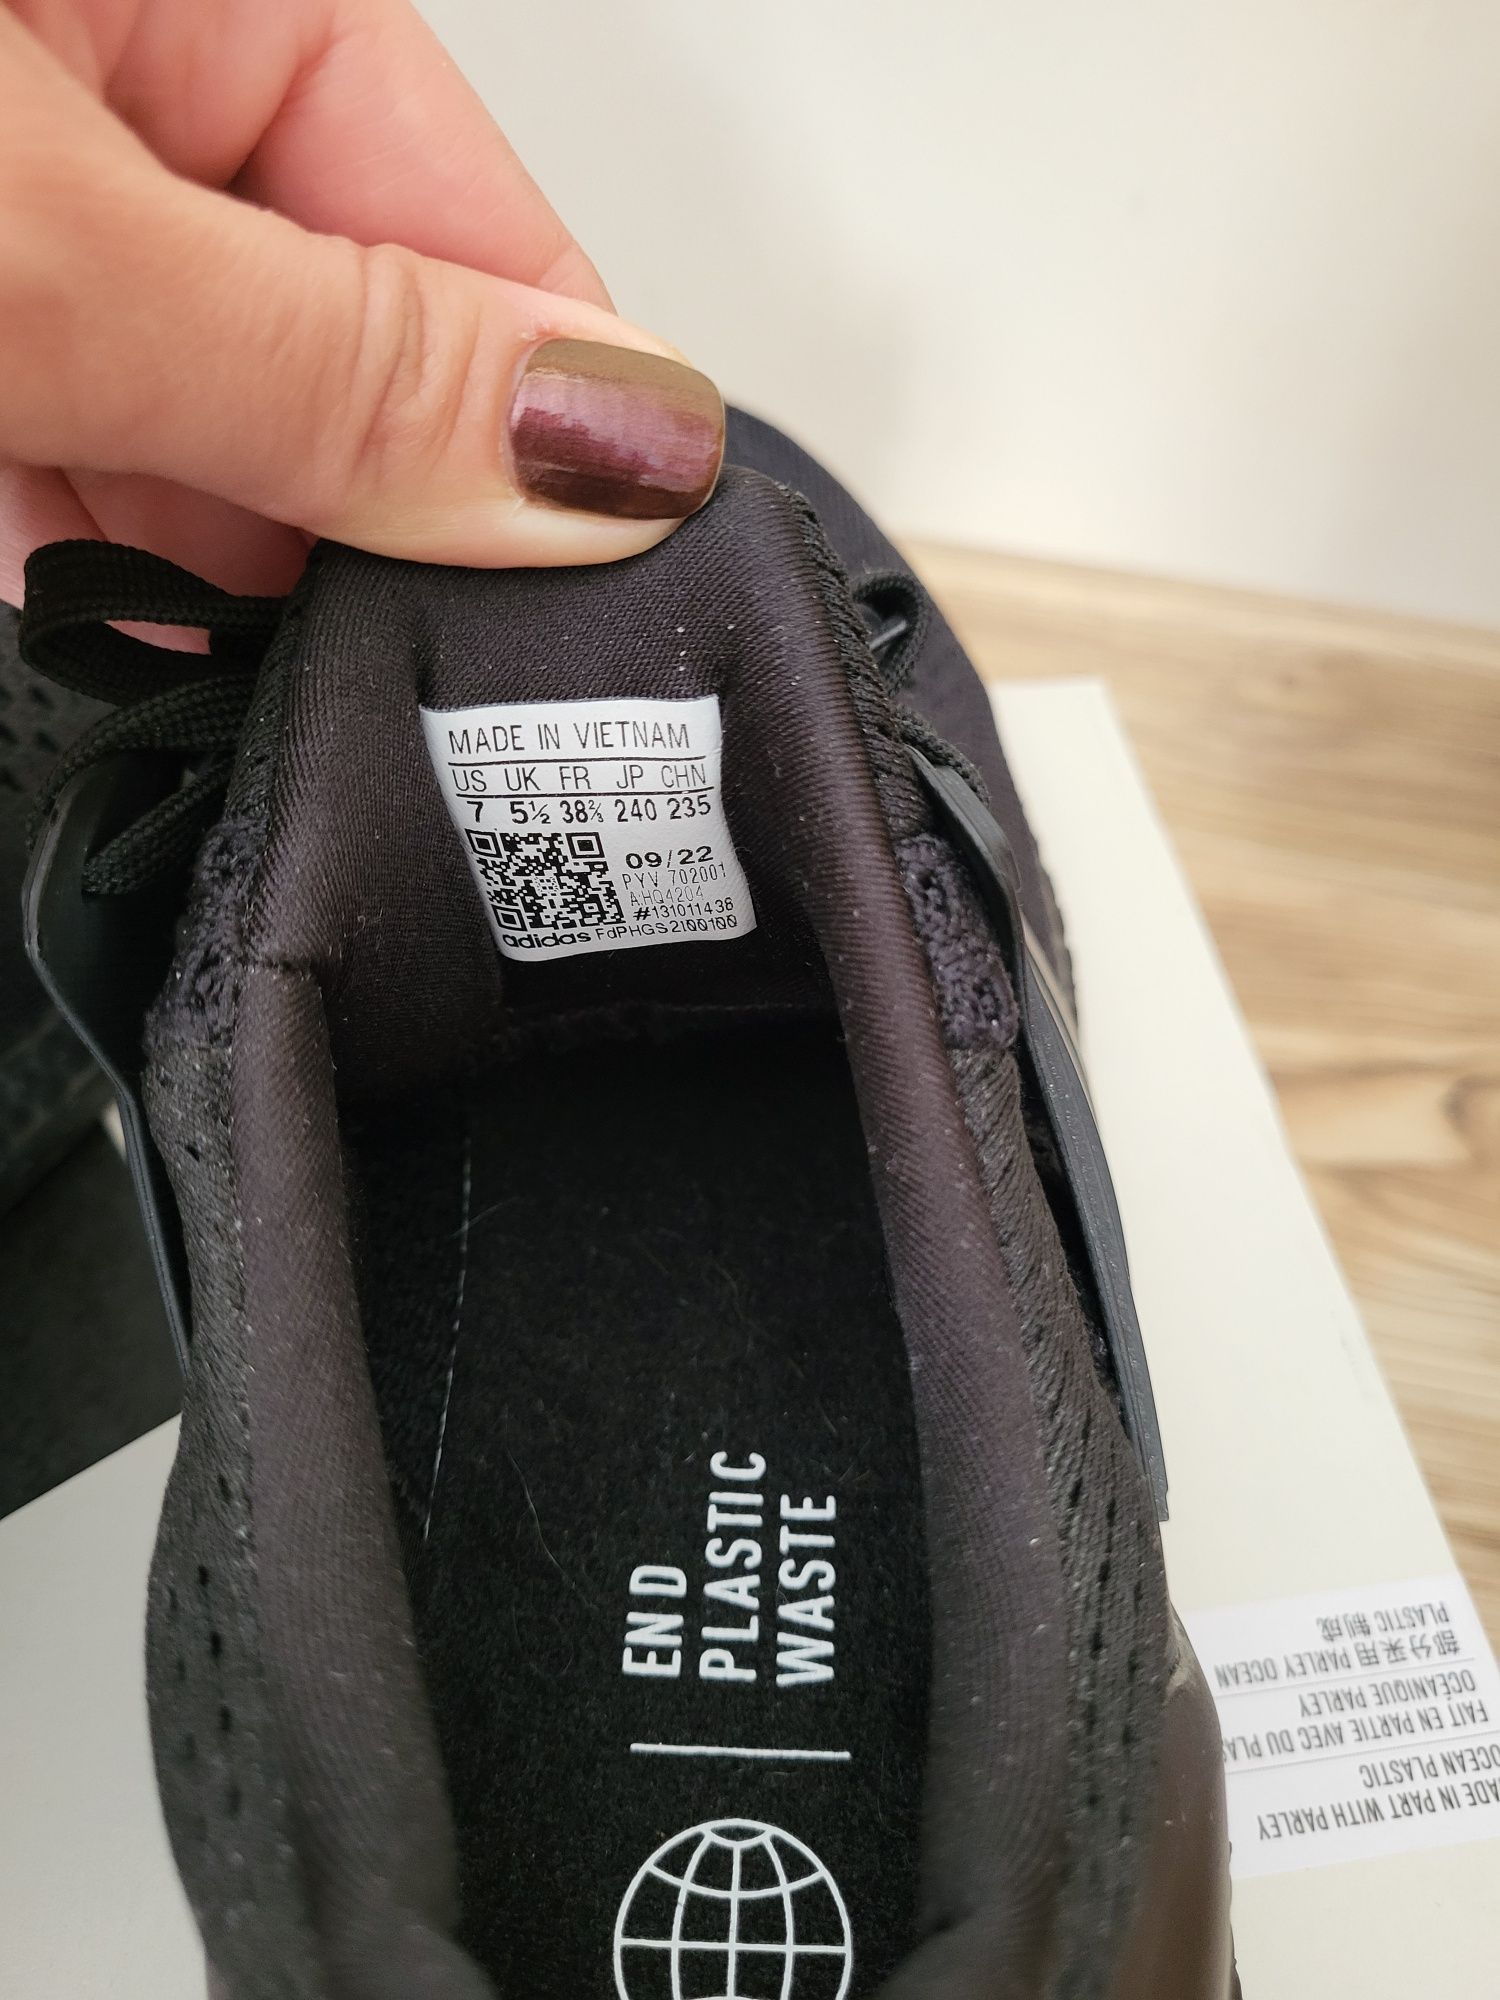 MADE IN VIETNAM
US UK FR JP CHN
7 5½ 38⅔ 240 235
09/22
PYV 702001
A:HQ4204
#131011438
adidas FdPHGS2100100
END
PLASTIC
WASTE
MADE IN PART WITH PARLEY
OCEAN PLASTIC
FAIT EN PARTIE AVEC DU PLAS
OCÉANIQUE PARLEY
部分采用 PARLEY OCEAN
PLASTIC 制成